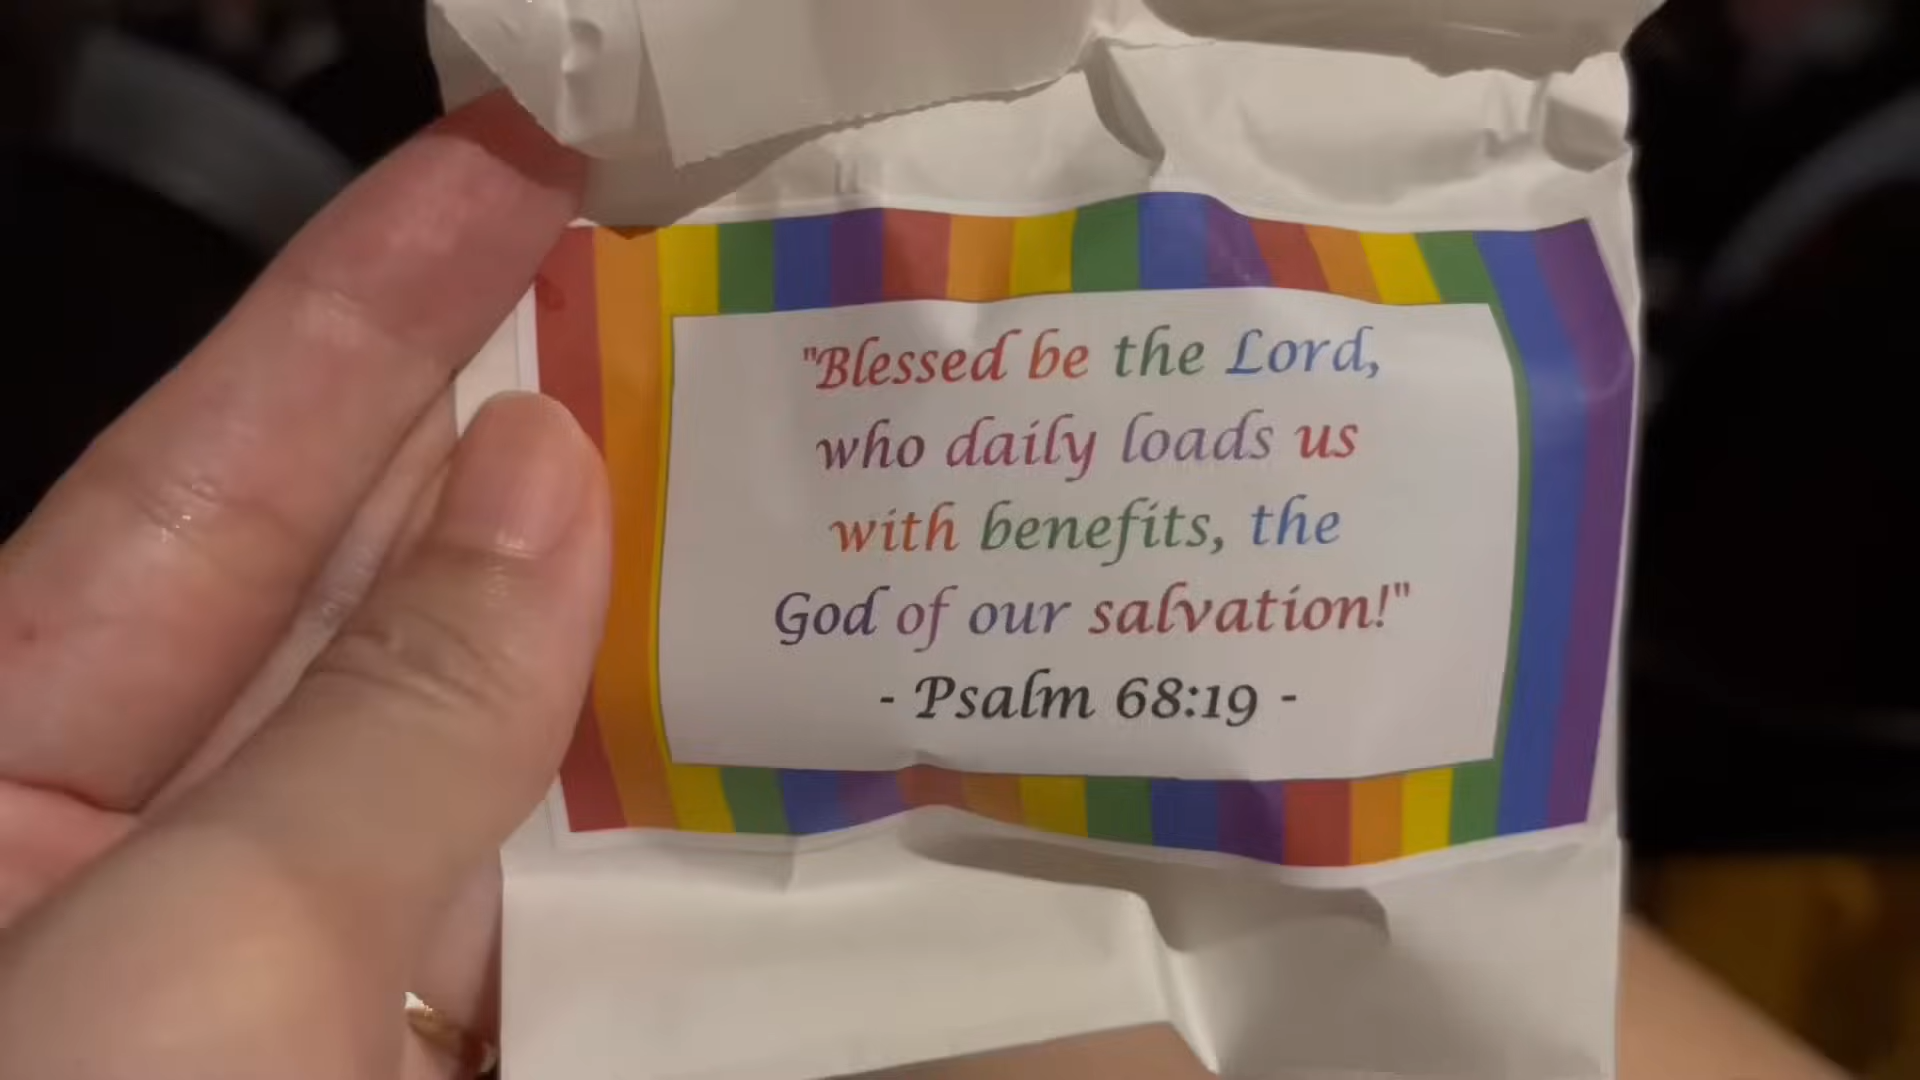 "Blessed be the Lord,
who daily loads us
with benefits, the
God of our salvation!"
- Psalm 68:19 -